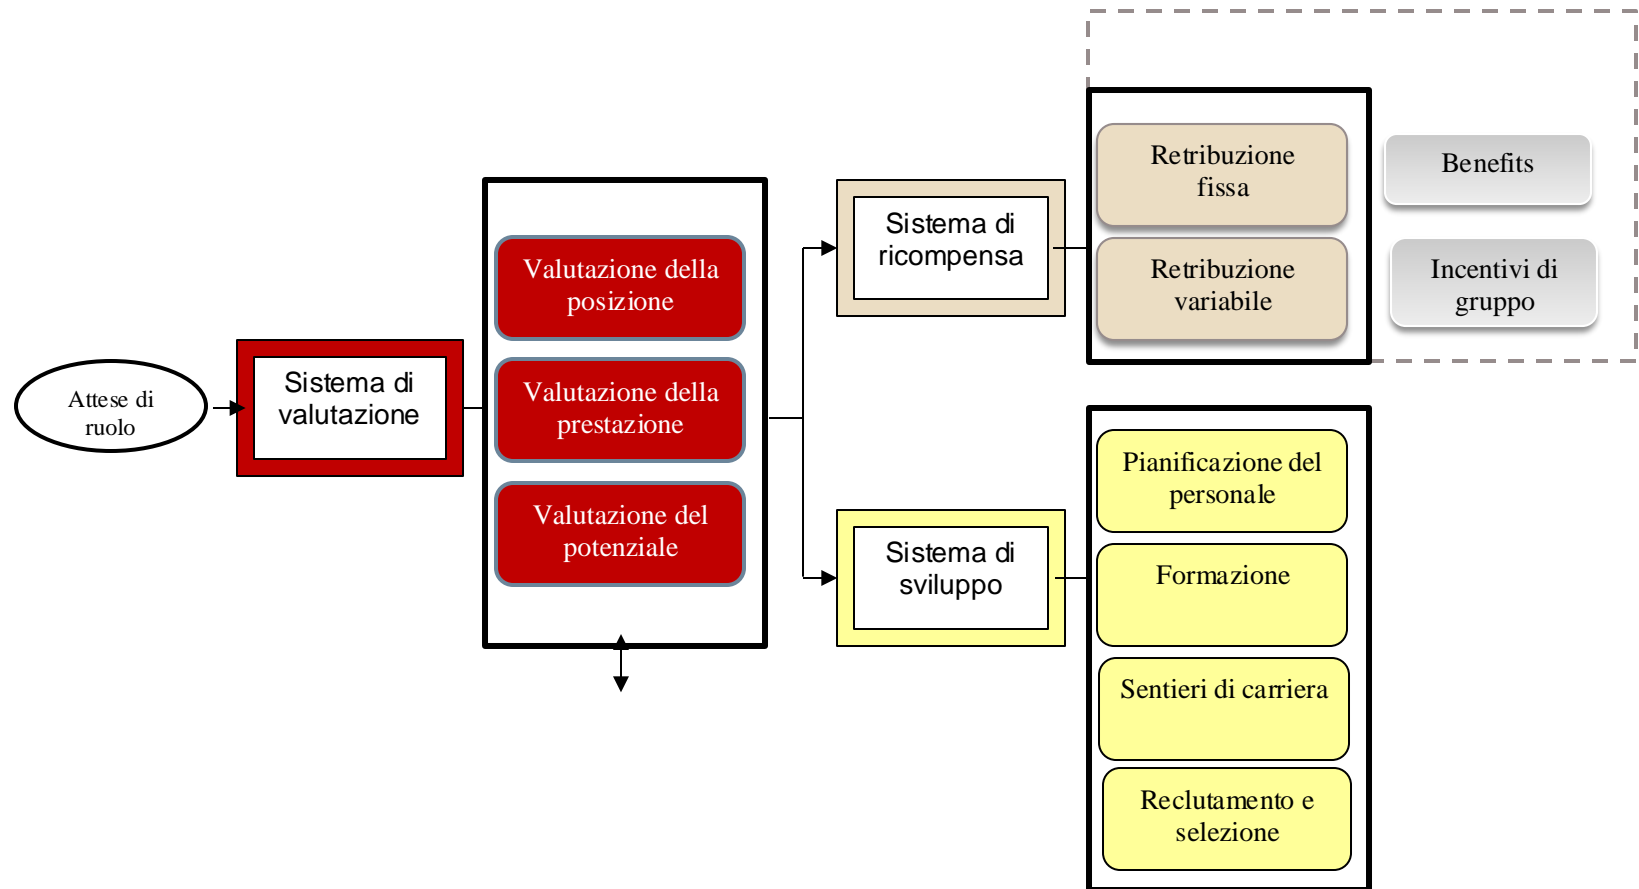 Attese di
ruolo
Sistema di
valutazione
Valutazione della
posizione
Valutazione della
prestazione
Valutazione del
potenziale
Sistema di
ricompensa
Retribuzione
fissa
Retribuzione
variabile
Benefits
Incentivi di
gruppo
Sistema di
sviluppo
Pianificazione del
personale
Formazione
Sentieri di carriera
Reclutamento e
selezione